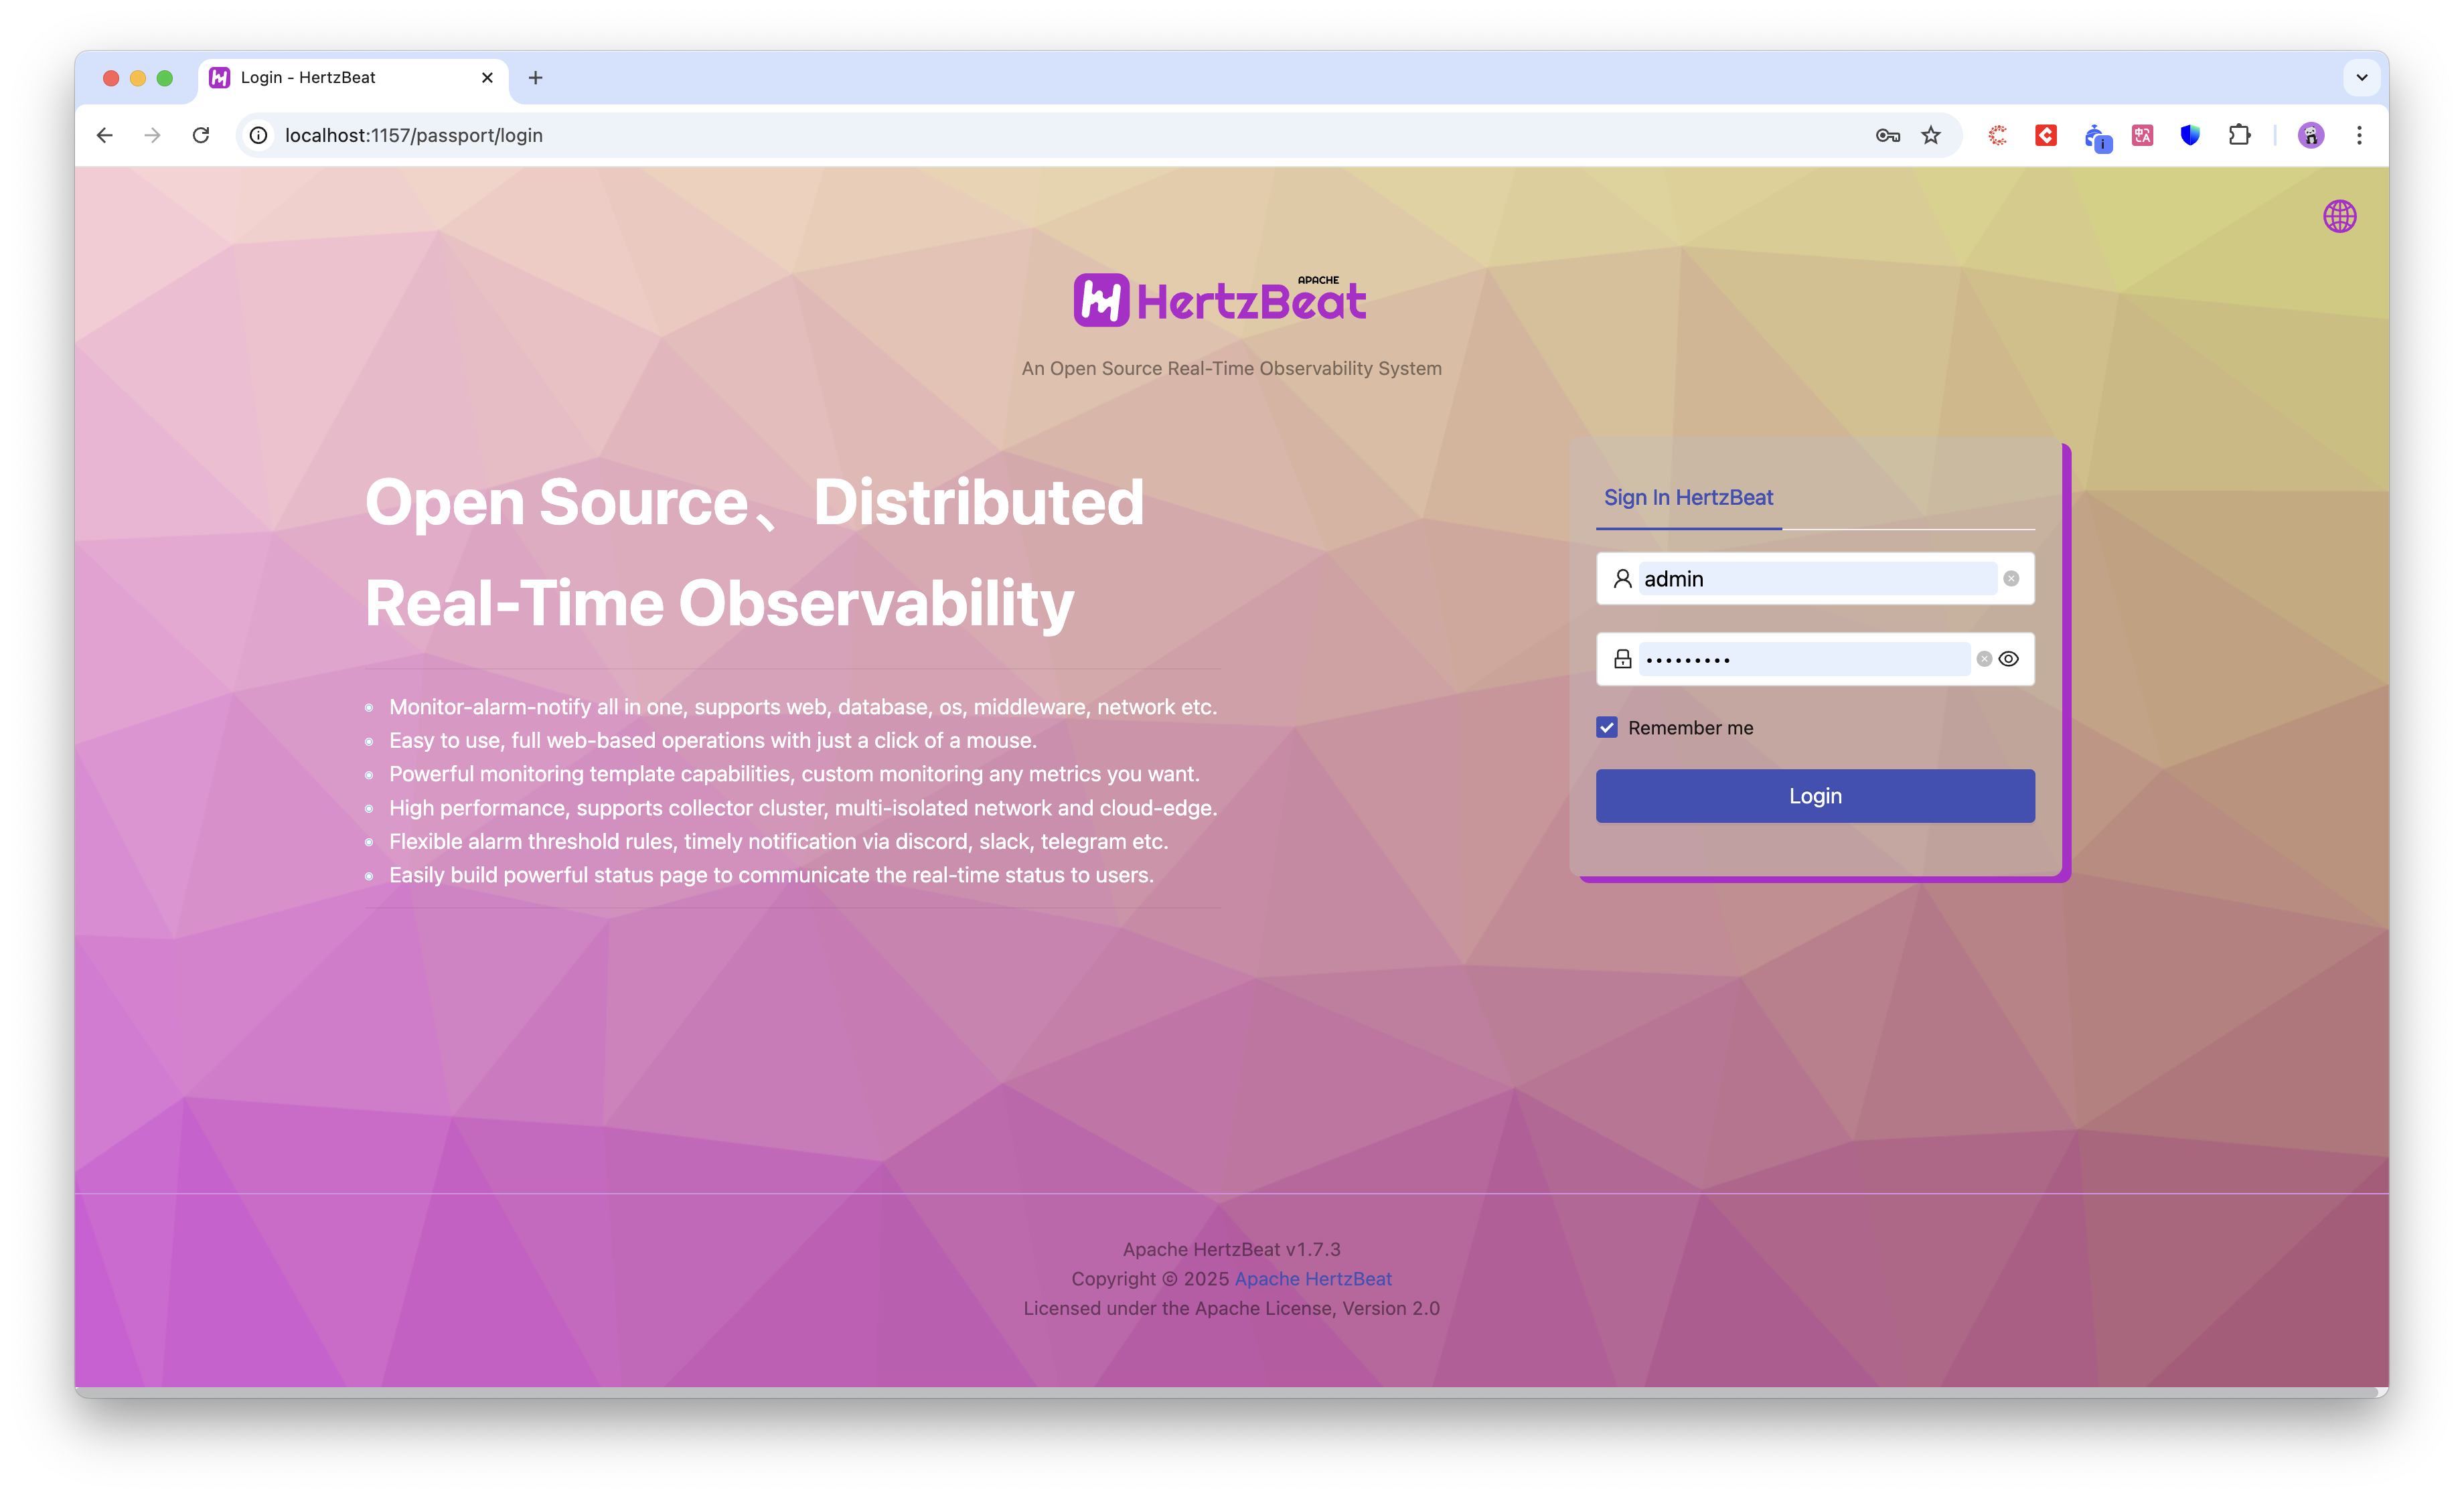 Login - HertzBeat
localhost:1157/passport/login
APACHE
HertzBeat
An Open Source Real-Time Observability System
Open Source、Distributed
Real-Time Observability
Monitor-alarm-notify all in one, supports web, database, os, middleware, network etc.
Easy to use, full web-based operations with just a click of a mouse.
Powerful monitoring template capabilities, custom monitoring any metrics you want.
High performance, supports collector cluster, multi-isolated network and cloud-edge.
Flexible alarm threshold rules, timely notification via discord, slack, telegram etc.
Easily build powerful status page to communicate the real-time status to users.
Sign In HertzBeat
admin
•••••••••
Remember me
Login
Apache HertzBeat v1.7.3
Copyright © 2025 Apache HertzBeat
Licensed under the Apache License, Version 2.0